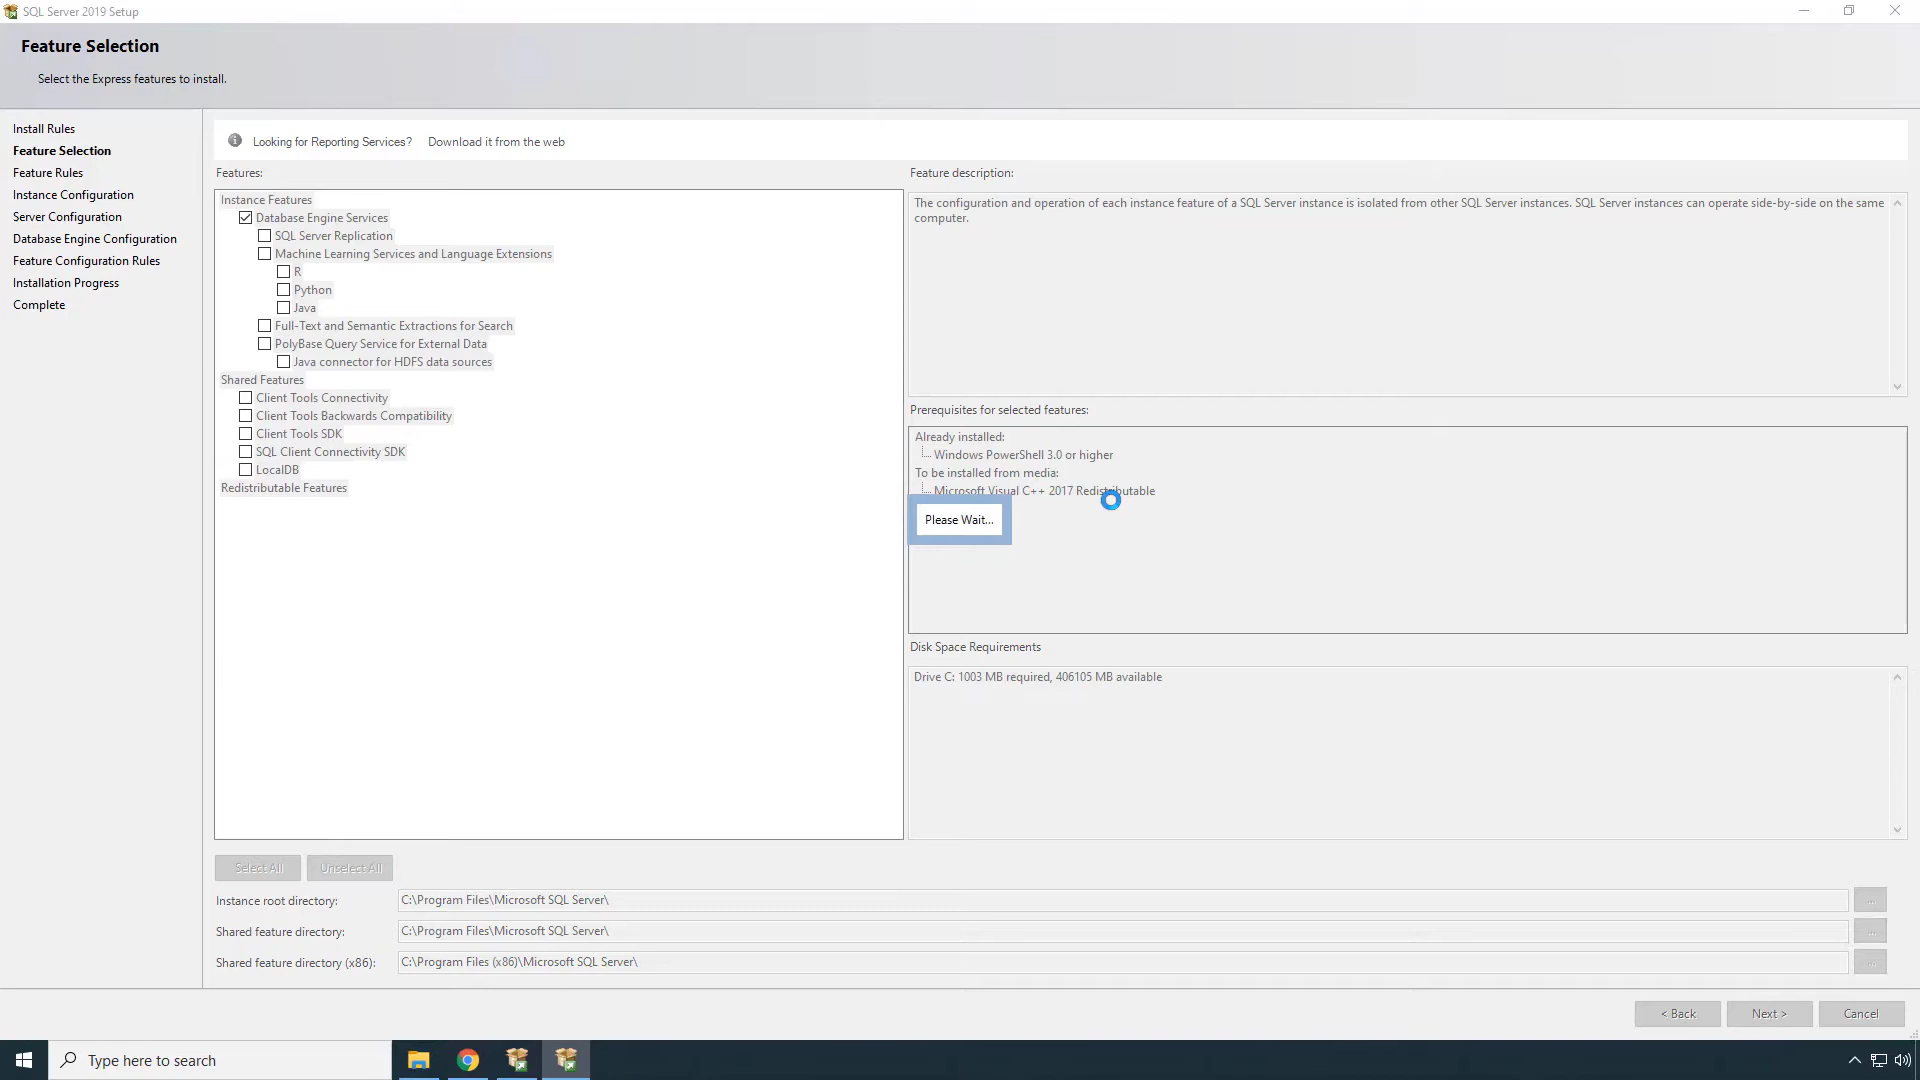 SQL Server 2019 Setup
Feature Selection
Select the Express features to install.
Install Rules
Feature Selection
Feature Rules
Instance Configuration
Server Configuration
Database Engine Configuration
Feature Configuration Rules
Installation Progress
Complete
Looking for Reporting Services? Download it from the web
Features:
Instance Features
Database Engine Services
SQL Server Replication
Machine Learning Services and Language Extensions
R
Python
Java
Full-Text and Semantic Extractions for Search
PolyBase Query Service for External Data
Java connector for HDFS data sources
Shared Features
Client Tools Connectivity
Client Tools Backwards Compatibility
Client Tools SDK
SQL Client Connectivity SDK
LocalDB
Redistributable Features
Feature description:
The configuration and operation of each instance feature of a SQL Server instance is isolated from other SQL Server instances. SQL Server instances can operate side-by-side on the same
computer.
Prerequisites for selected features:
Already installed:
Windows PowerShell 3.0 or higher
To be installed from media:
Microsoft Visual C++ 2017 Redistributable
Please Wait...
Disk Space Requirements
Drive C: 1003 MB required, 406105 MB available
Select All Unselect All
Instance root directory: C:\Program Files\Microsoft SQL Server\ ...
Shared feature directory: C:\Program Files\Microsoft SQL Server\ ...
Shared feature directory (x86): C:\Program Files (x86)\Microsoft SQL Server\ ...
< Back Next > Cancel
Type here to search